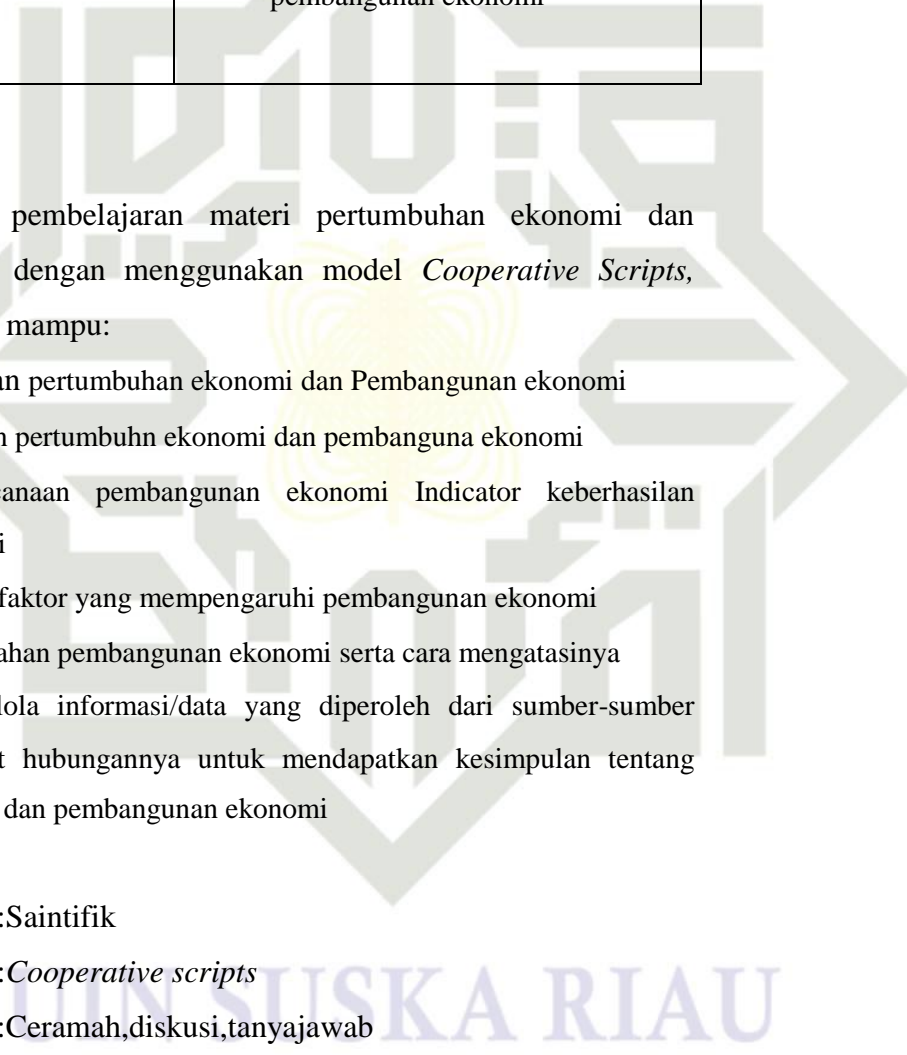 pembangunan ekonomi
pembelajaran materi pertumbuhan ekonomi dan
dengan menggunakan model Cooperative Scripts,
mampu:
an pertumbuhan ekonomi dan Pembangunan ekonomi
n pertumbuhn ekonomi dan pembanguna ekonomi
canaan pembangunan ekonomi Indicator keberhasilan
i
faktor yang mempengaruhi pembangunan ekonomi
ahan pembangunan ekonomi serta cara mengatasinya
lola informasi/data yang diperoleh dari sumber-sumber
t hubungannya untuk mendapatkan kesimpulan tentang
dan pembangunan ekonomi
:Saintifik
:Cooperative scripts
:Ceramah,diskusi,tanyajawab
UIN SUSKA RIAU